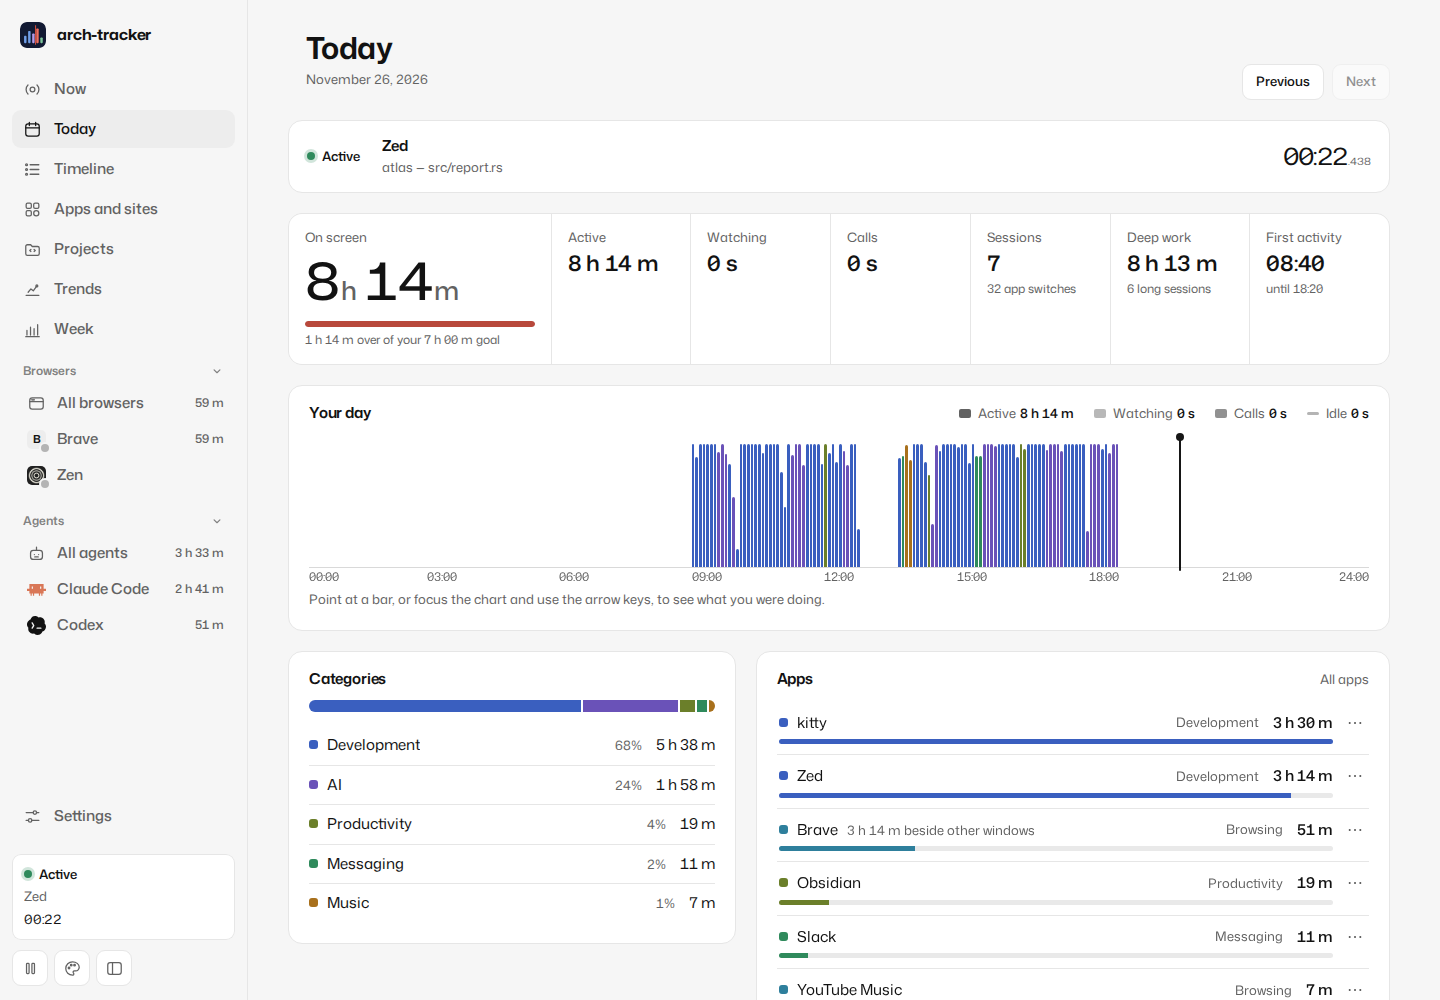 arch-tracker
Now
Today
Timeline
Apps and sites
Projects
Trends
Week
Browsers
All browsers 59 m
B Brave 59 m
Zen
Agents
All agents 3 h 33 m
Claude Code 2 h 41 m
Codex 51 m
Settings
Active
Zed
00:22
Today
November 26, 2026
Previous Next
Active
Zed
atlas – src/report.rs
00:22.438
On screen
8h 14m
1 h 14 m over of your 7 h 00 m goal
Active
8 h 14 m
Watching
0 s
Calls
0 s
Sessions
7
32 app switches
Deep work
8 h 13 m
6 long sessions
First activity
08:40
until 18:20
Your day
Active 8 h 14 m Watching 0 s Calls 0 s Idle 0 s
00:00 03:00 06:00 09:00 12:00 15:00 18:00 21:00 24:00
Point at a bar, or focus the chart and use the arrow keys, to see what you were doing.
Categories
Development 68% 5 h 38 m
AI 24% 1 h 58 m
Productivity 4% 19 m
Messaging 2% 11 m
Music 1% 7 m
Apps All apps
kitty Development 3 h 30 m ···
Zed Development 3 h 14 m ···
Brave 3 h 14 m beside other windows Browsing 51 m ···
Obsidian Productivity 19 m ···
Slack Messaging 11 m ···
YouTube Music Browsing 7 m ···